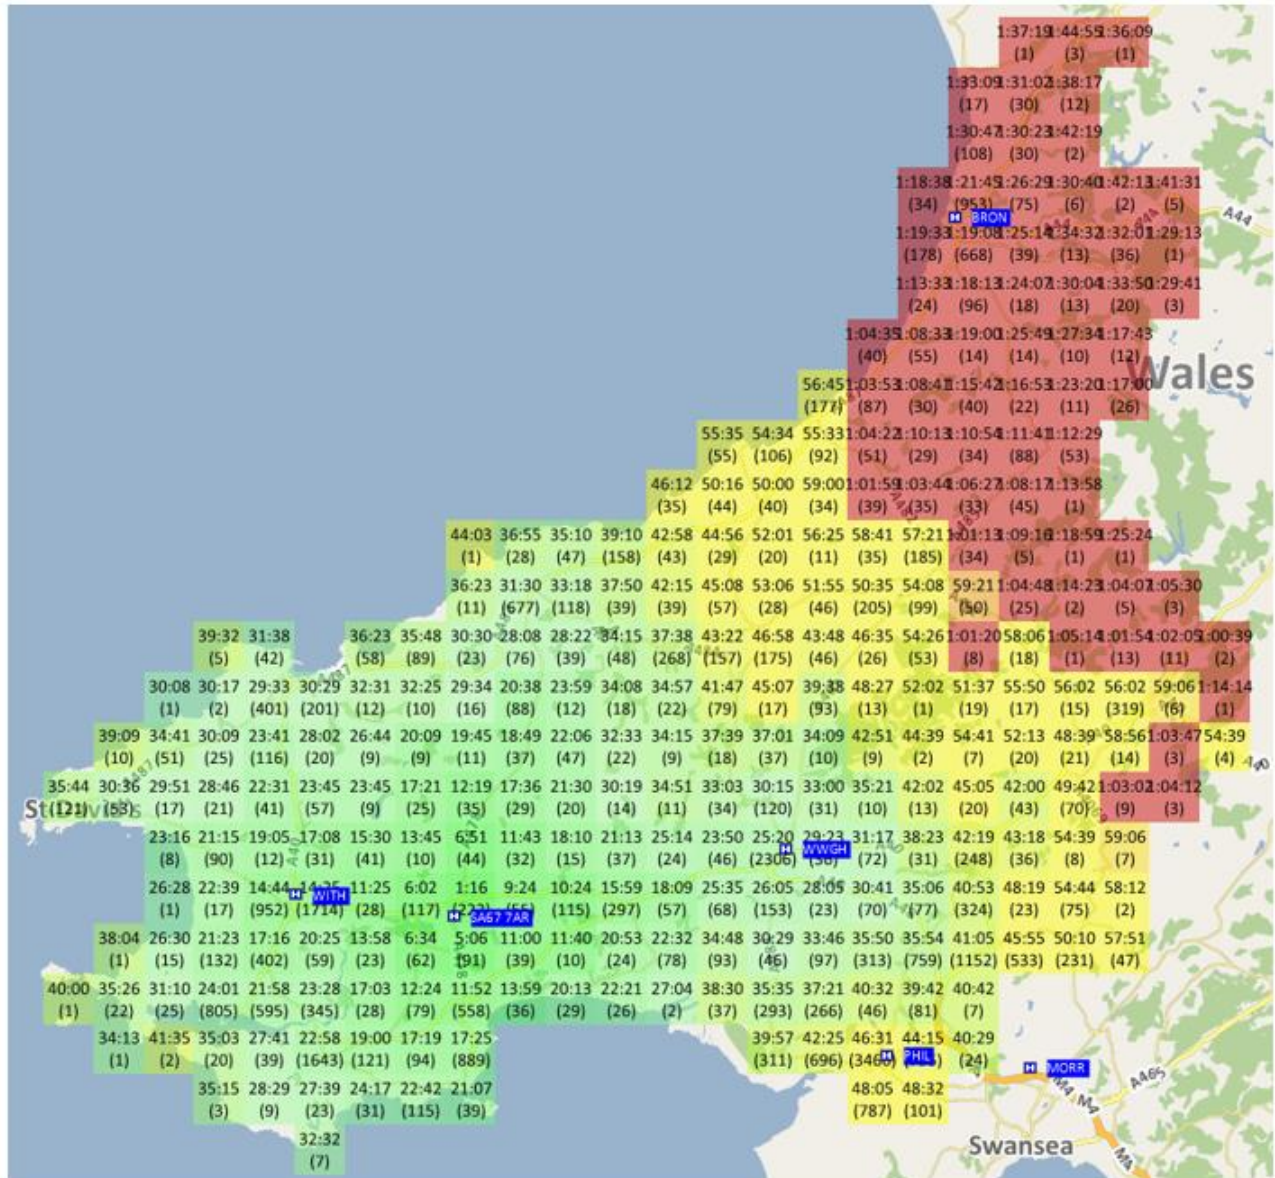 1:37:19 1:44:55 1:36:09
(1) (3) (1)
1:33:09 1:31:02 1:38:17
(17) (30) (12)
1:30:47 1:30:23 1:42:19
(108) (30) (2)
1:18:38 1:21:45 1:26:29 1:30:40 1:42:13 1:41:31
(34) (953) (75) (6) (2) (5)
BRON A44
1:19:33 1:19:08 1:25:14 1:34:32 1:32:01 1:29:13
(178) (668) (39) (13) (36) (1)
1:13:33 1:18:13 1:24:07 1:30:04 1:33:50 1:29:41
(24) (96) (18) (13) (20) (3)
1:04:35 1:08:33 1:19:00 1:25:49 1:27:34 1:17:43
(40) (55) (14) (14) (10) (12)
Wales
56:45 1:03:53 1:08:41 1:15:42 1:16:53 1:23:20 1:17:00
(177) (87) (30) (40) (22) (11) (26)
55:35 54:34 55:33 1:04:22 1:10:13 1:10:54 1:11:41 1:12:29
(55) (106) (92) (51) (29) (34) (88) (53)
46:12 50:16 50:00 59:00 1:01:59 1:03:44 1:06:27 1:08:17 1:13:58
(35) (44) (40) (34) (39) (35) (33) (45) (1)
44:03 36:55 35:10 39:10 42:58 44:56 52:01 56:25 58:41 57:21 1:01:13 1:09:16 1:18:59 1:25:24
(1) (28) (47) (158) (43) (29) (20) (11) (35) (185) (34) (5) (1) (1)
36:23 31:30 33:18 37:50 42:15 45:08 53:06 51:55 50:35 54:08 59:21 1:04:48 1:14:23 1:04:07 1:05:30
(11) (677) (118) (39) (39) (57) (28) (46) (205) (99) (50) (25) (2) (5) (3)
39:32 31:38 36:23 35:48 30:30 28:08 28:22 34:15 37:38 43:22 46:58 43:48 46:35 54:26 1:01:20 58:06 1:05:14 1:01:54 1:02:05 1:00:39
(5) (42) (58) (89) (23) (76) (39) (48) (268) (157) (175) (46) (26) (53) (8) (18) (1) (13) (11) (2)
30:08 30:17 29:33 30:29 32:31 32:25 29:34 20:38 23:59 34:08 34:57 41:47 45:07 39:38 48:27 52:02 51:37 55:50 56:02 56:02 59:06 1:14:14
(1) (2) (401) (201) (12) (10) (16) (88) (12) (18) (22) (79) (17) (93) (13) (1) (19) (17) (15) (319) (6) (1)
39:09 34:41 30:09 23:41 28:02 26:44 20:09 19:45 18:49 22:06 32:33 34:15 37:39 37:01 34:09 42:51 44:39 54:41 52:13 48:39 58:56 1:03:47 54:39
(10) (51) (25) (116) (20) (9) (9) (11) (37) (47) (22) (9) (18) (37) (10) (9) (2) (7) (20) (21) (14) (3) (4)
A487 A40
35:44 30:36 29:51 28:46 22:31 23:45 23:45 17:21 12:19 17:36 21:30 30:19 34:51 33:03 30:15 33:00 35:21 42:02 45:05 42:00 49:42 1:03:02 1:04:12
(121) (53) (17) (21) (41) (57) (9) (25) (35) (29) (20) (14) (11) (34) (120) (31) (10) (13) (20) (43) (70) (9) (3)
23:16 21:15 19:05 17:08 15:30 13:45 6:51 11:43 18:10 21:13 25:14 23:50 25:20 29:23 31:17 38:23 42:19 43:18 54:39 59:06
(8) (90) (12) (31) (41) (10) (44) (32) (15) (37) (24) (46) (2306) WWGH (72) (31) (248) (36) (8) (7)
26:28 22:39 14:44 11:25 6:02 1:16 9:24 10:24 15:59 18:09 25:35 26:05 28:05 30:41 35:06 40:53 48:19 54:44 58:12
(1) (17) (952) WITH (1714) (28) (117) (115) (297) (57) (68) (153) (23) (70) (77) (324) (23) (75) (2)
SA67 7AR
38:04 26:30 21:23 17:16 20:25 13:58 6:34 5:06 11:00 11:40 20:53 22:32 34:48 30:29 33:46 35:50 35:54 41:05 45:55 50:10 57:51
(1) (15) (132) (402) (59) (23) (62) (91) (39) (10) (24) (78) (93) (46) (97) (313) (759) (1152) (533) (231) (47)
40:00 35:26 31:10 24:01 21:58 23:28 17:03 12:24 11:52 13:59 20:13 22:21 27:04 38:30 35:35 37:21 40:32 39:42 40:42
(1) (22) (25) (805) (595) (345) (28) (79) (558) (36) (29) (26) (2) (37) (293) (266) (46) (81) (7)
34:13 41:35 35:03 27:41 22:58 19:00 17:19 17:25 39:57 42:25 46:31 44:15 40:29
(1) (2) (20) (39) (1643) (121) (94) (889) (311) (696) PHIL (24)
MORR A465
35:15 28:29 27:39 24:17 22:42 21:07 48:05 48:32
(3) (9) (23) (31) (115) (39) (787) (101)
M4 M4
32:32
(7)
Swansea
M4